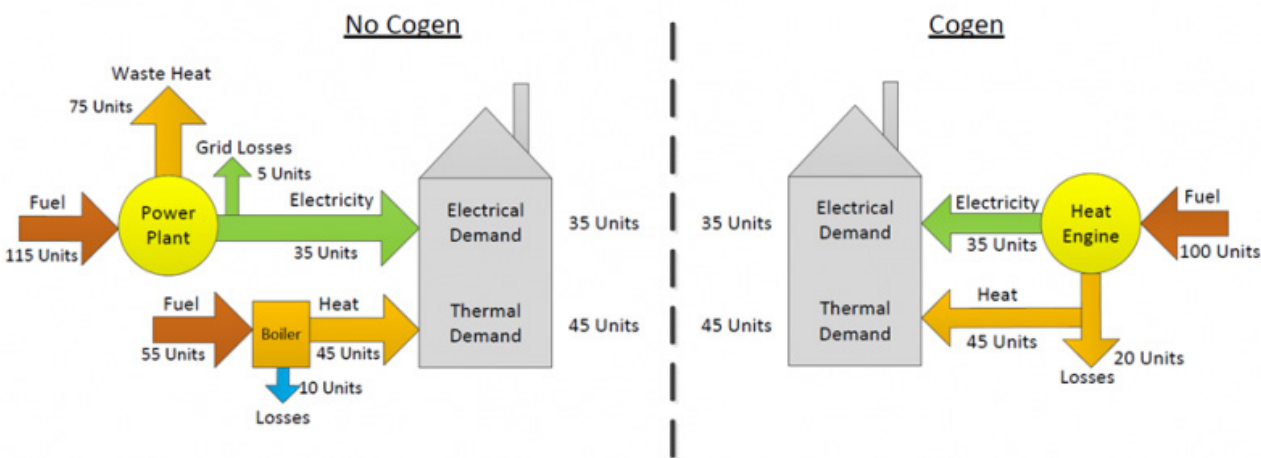 No Cogen
Waste Heat
75 Units
Grid Losses
5 Units
Fuel
Power
Plant
115 Units
Electricity
35 Units
Electrical
Demand
35 Units
Fuel
Boiler
55 Units
Heat
45 Units
Thermal
Demand
45 Units
10 Units
Losses
Cogen
35 Units
Electrical
Demand
Electricity
35 Units
Heat
Engine
Fuel
100 Units
45 Units
Thermal
Demand
Heat
45 Units
20 Units
Losses